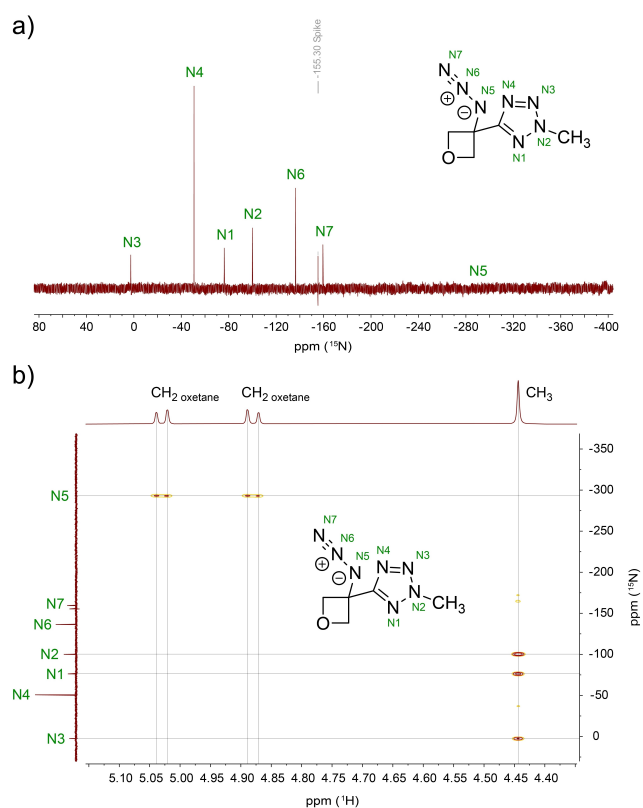 a)
-155.30 Spike
N4
N7
N6
N5
N4
N3
N2
N1
CH3
O
N
N
N
N
N
N
N
+
−
N6
N2
N7
N1
N3
N5
80 40 0 -40 -80 -120 -160 -200 -240 -280 -320 -360 -400
ppm (15N)
b)
CH2 oxetane
CH2 oxetane
CH3
-350
N5
-300
-250
N7
N6
N5
N4
N3
N2
N1
CH3
O
N
N
N
N
N
N
N
+
−
-200
N7
-150
N6
N2
-100
N1
N4
-50
N3
0
ppm (15N)
5.10 5.05 5.00 4.95 4.90 4.85 4.80 4.75 4.70 4.65 4.60 4.55 4.50 4.45 4.40
ppm (1H)